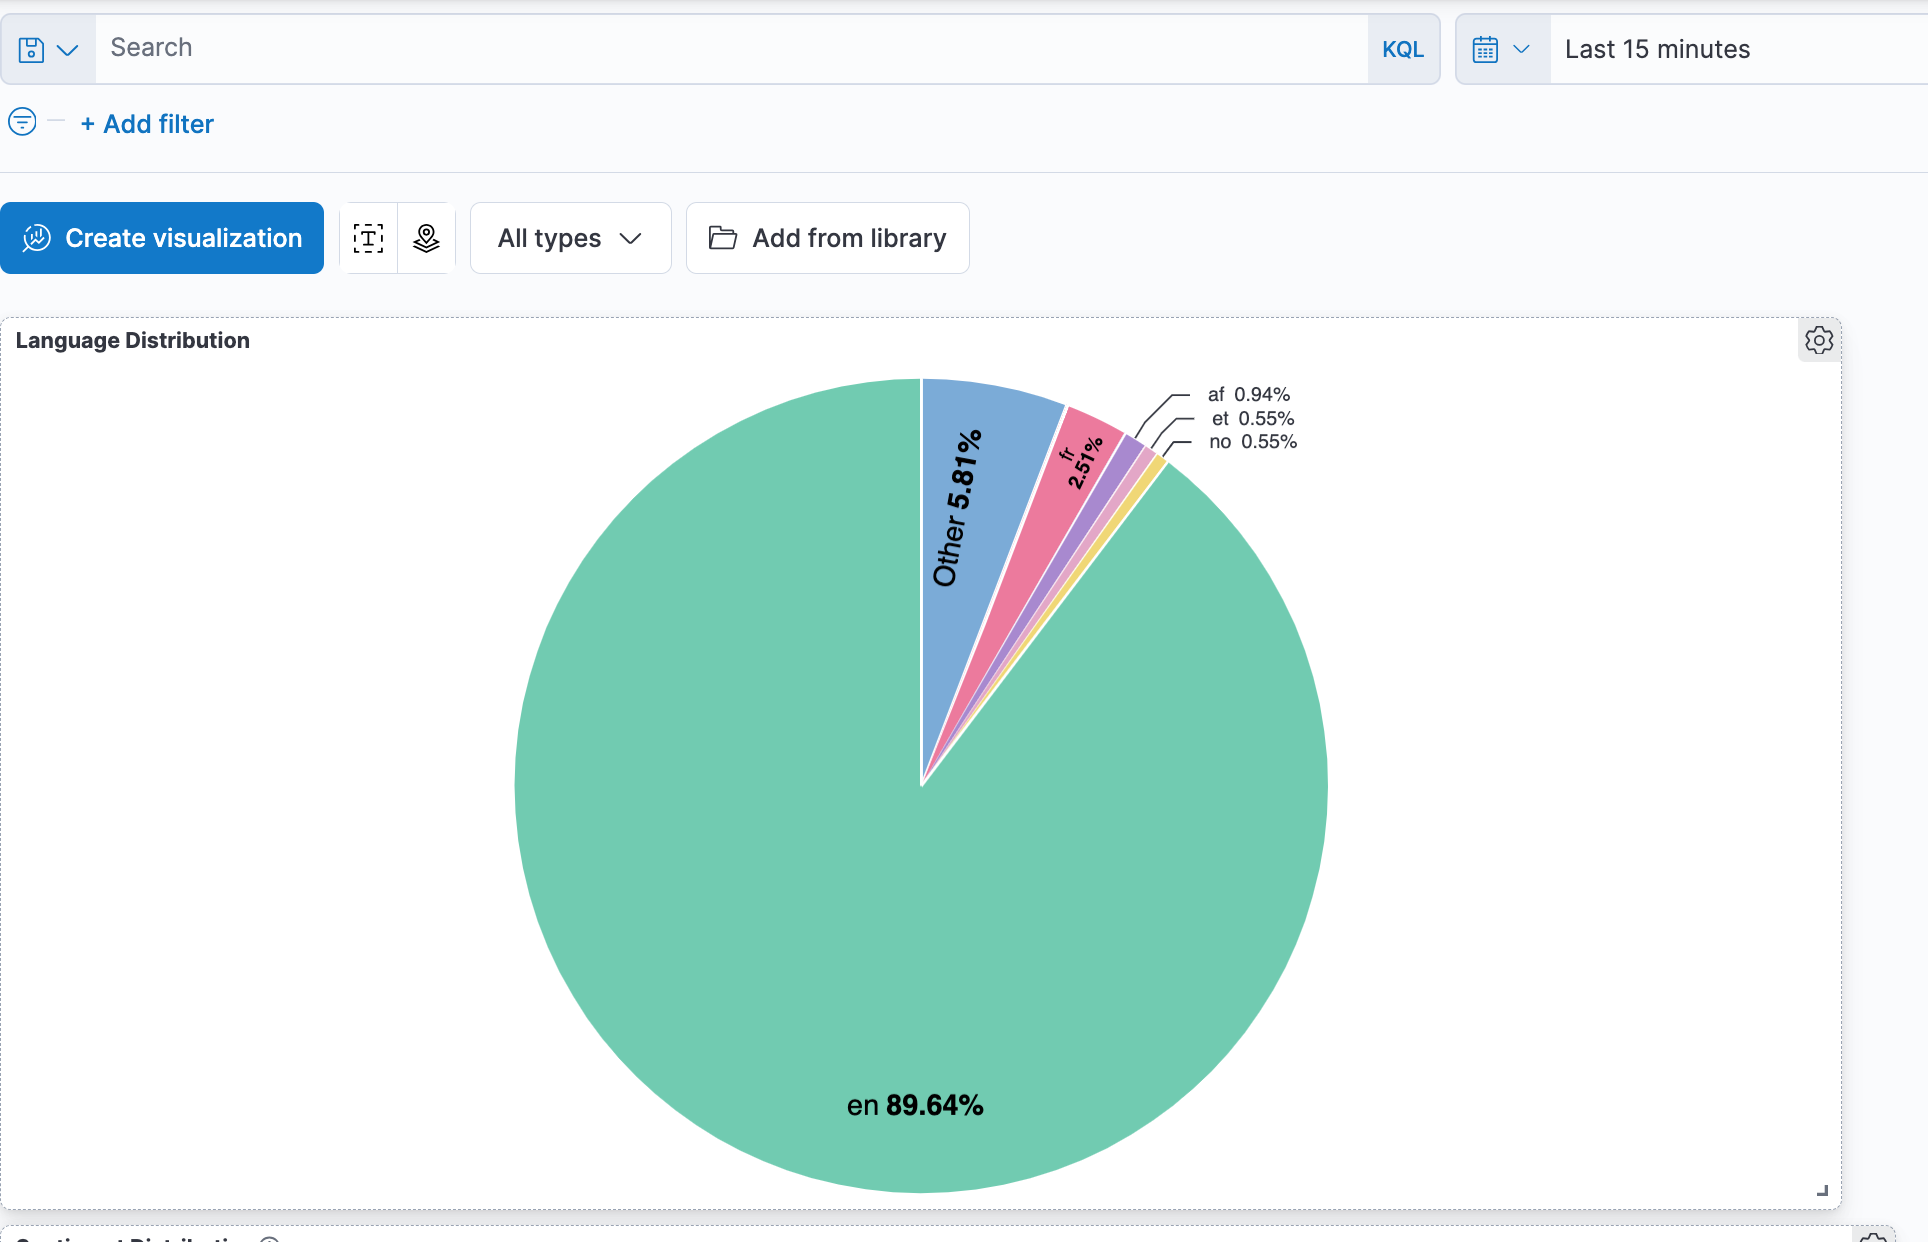 Search
KQL
Last 15 minutes
+ Add filter
Create visualization
All types
Add from library
Language Distribution
af 0.94%
et 0.55%
no 0.55%
fr
2.51%
Other 5.81%
en 89.64%